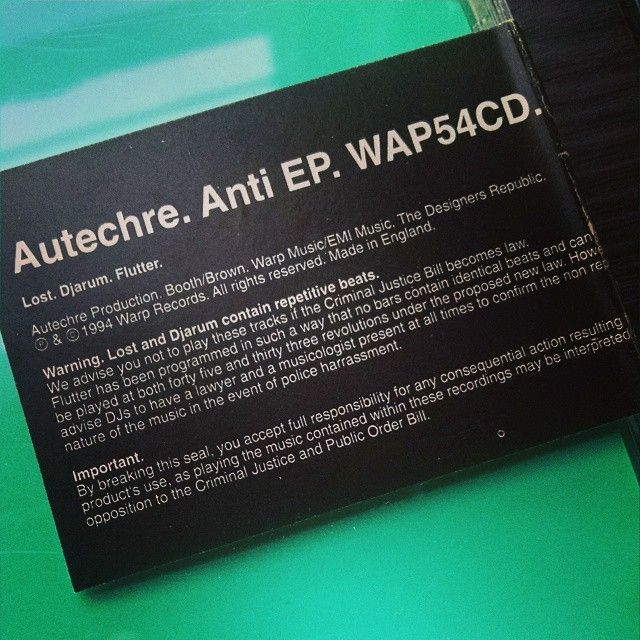 Autechre. Anti EP. WAP54CD.
Lost. Djarum. Flutter.
Autechre Production. Booth/Brown. Warp Music/EMI Music. The Designers Republic.
℗ & © 1994 Warp Records. All rights reserved. Made in England.
Warning. Lost and Djarum contain repetitive beats.
We advise you not to play these tracks if the Criminal Justice Bill becomes law.
Flutter has been programmed in such a way that no bars contain identical beats and can
be played at both forty five and thirty three revolutions under the proposed new law. Howe
advise DJs to have a lawyer and a musicologist present at all times to confirm the non rep
nature of the music in the event of police harrassment.
Important.
By breaking this seal, you accept full responsibility for any consequential action resulting
product's use, as playing the music contained within these recordings may be interpreted
opposition to the Criminal Justice and Public Order Bill.